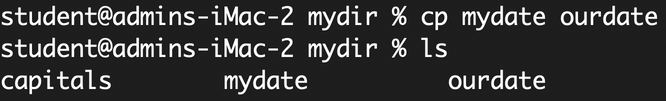 student@admins-iMac-2 mydir % cp mydate ourdate
student@admins-iMac-2 mydir % ls
capitals        mydate          ourdate